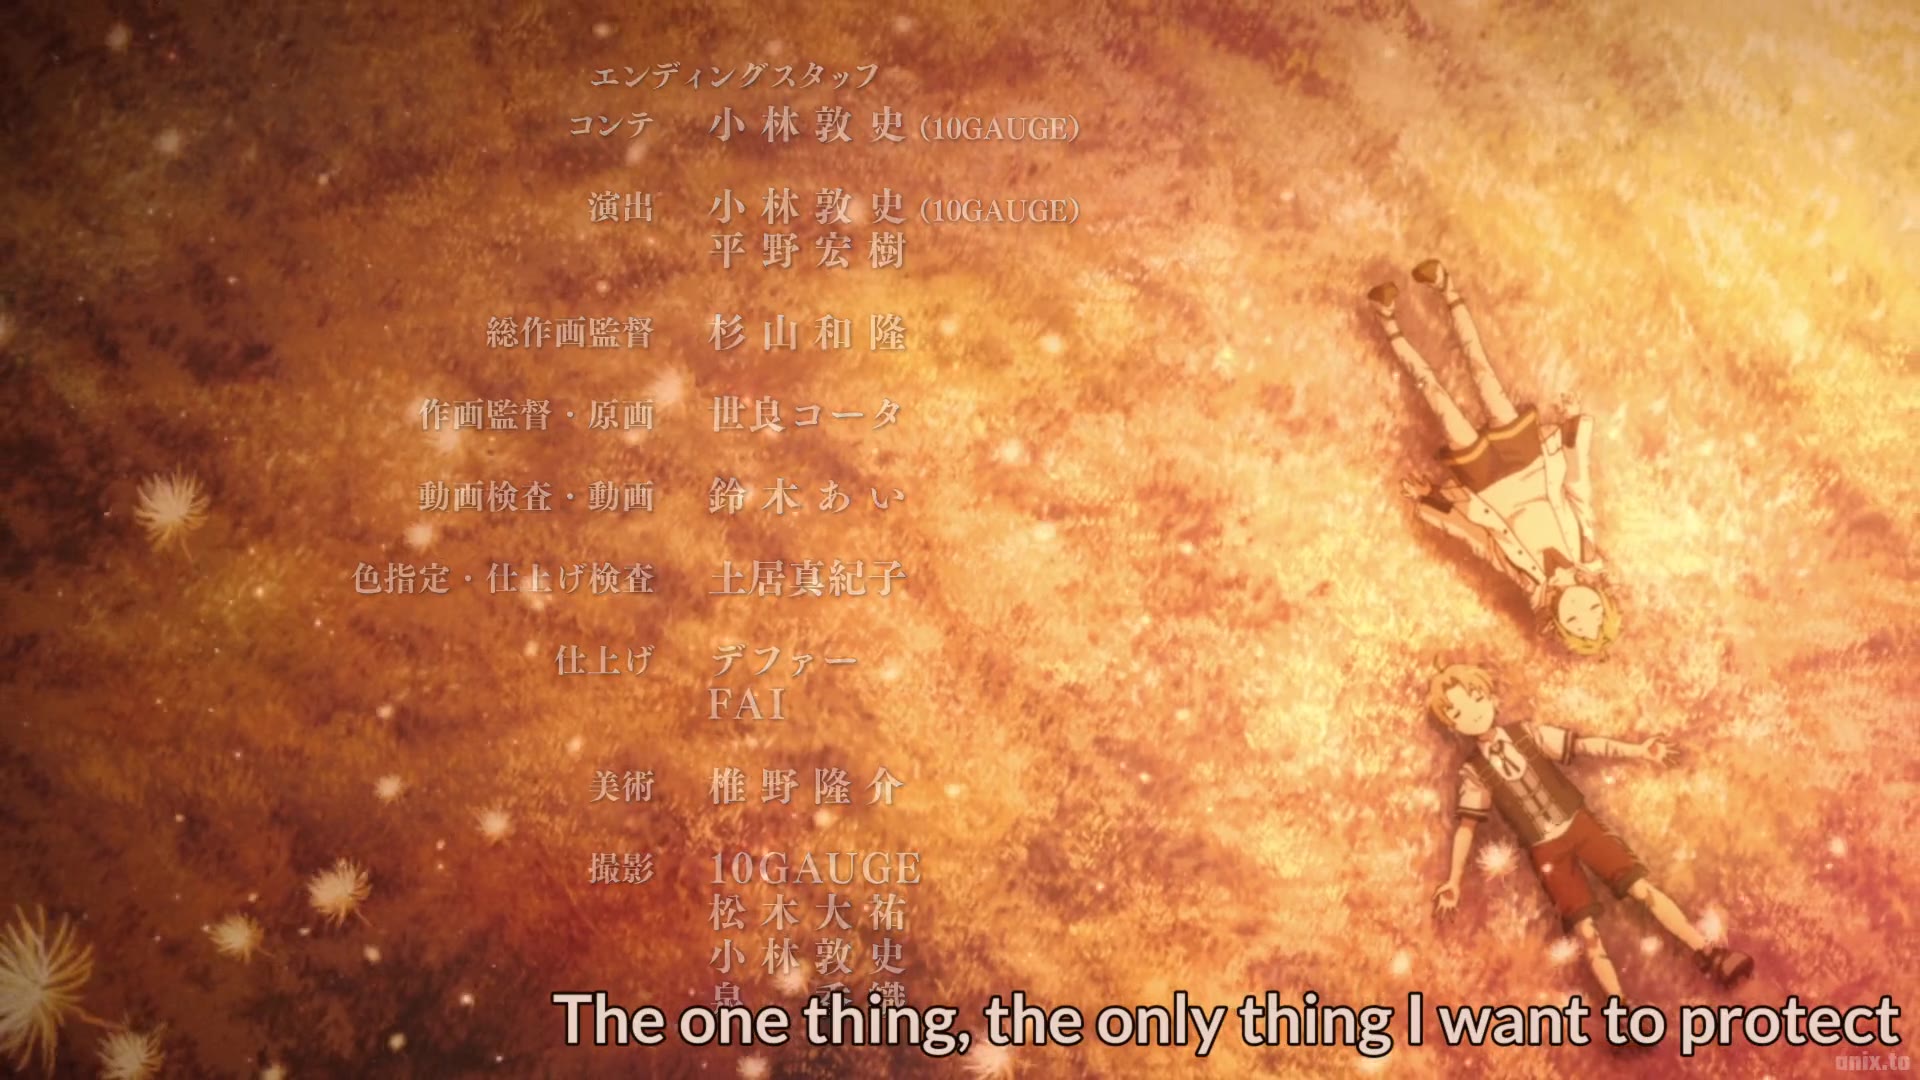 エンディングスタッフ
コンテ 小林敦史(10GAUGE)
演出 小林敦史(10GAUGE)
平野宏樹
総作画監督 杉山和隆
作画監督・原画 世良コータ
動画検査・動画 鈴木あい
色指定・仕上げ検査 土居真紀子
仕上げ デファー
FAI
美術 椎野隆介
撮影 10GAUGE
松木大祐
小林敦史
泉香織
The one thing, the only thing I want to protect
anix.to